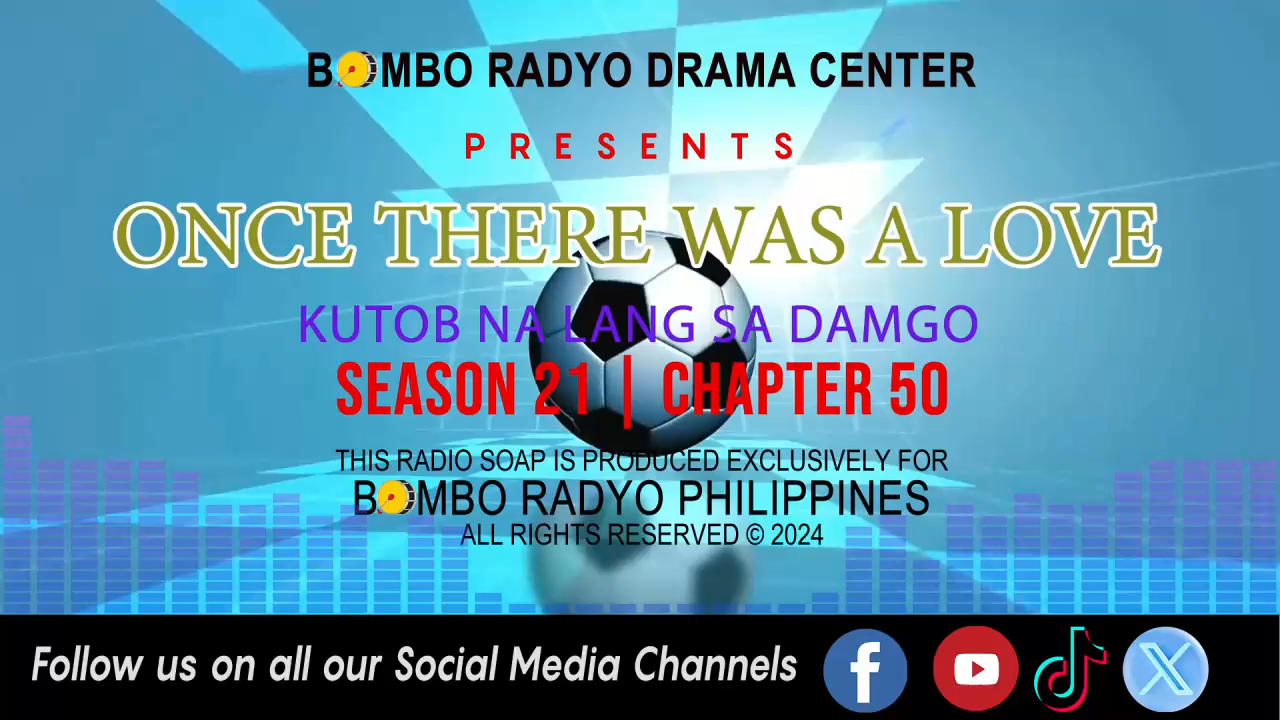 BOMBO RADYO DRAMA CENTER
PRESENTS
ONCE THERE WAS A LOVE
KUTOB NA LANG SA DAMGO
SEASON 21 | CHAPTER 50
THIS RADIO SOAP IS PRODUCED EXCLUSIVELY FOR
BOMBO RADYO PHILIPPINES
ALL RIGHTS RESERVED © 2024
Follow us on all our Social Media Channels